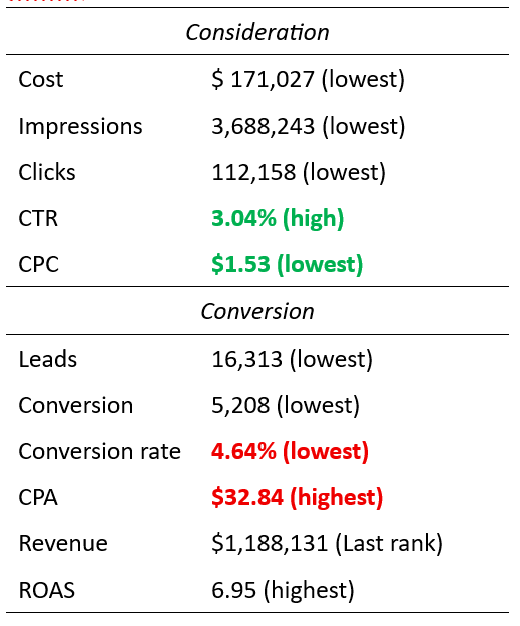 Consideration
Cost $ 171,027 (lowest)
Impressions 3,688,243 (lowest)
Clicks 112,158 (lowest)
CTR 3.04% (high)
CPC $1.53 (lowest)
Conversion
Leads 16,313 (lowest)
Conversion 5,208 (lowest)
Conversion rate 4.64% (lowest)
CPA $32.84 (highest)
Revenue $1,188,131 (Last rank)
ROAS 6.95 (highest)